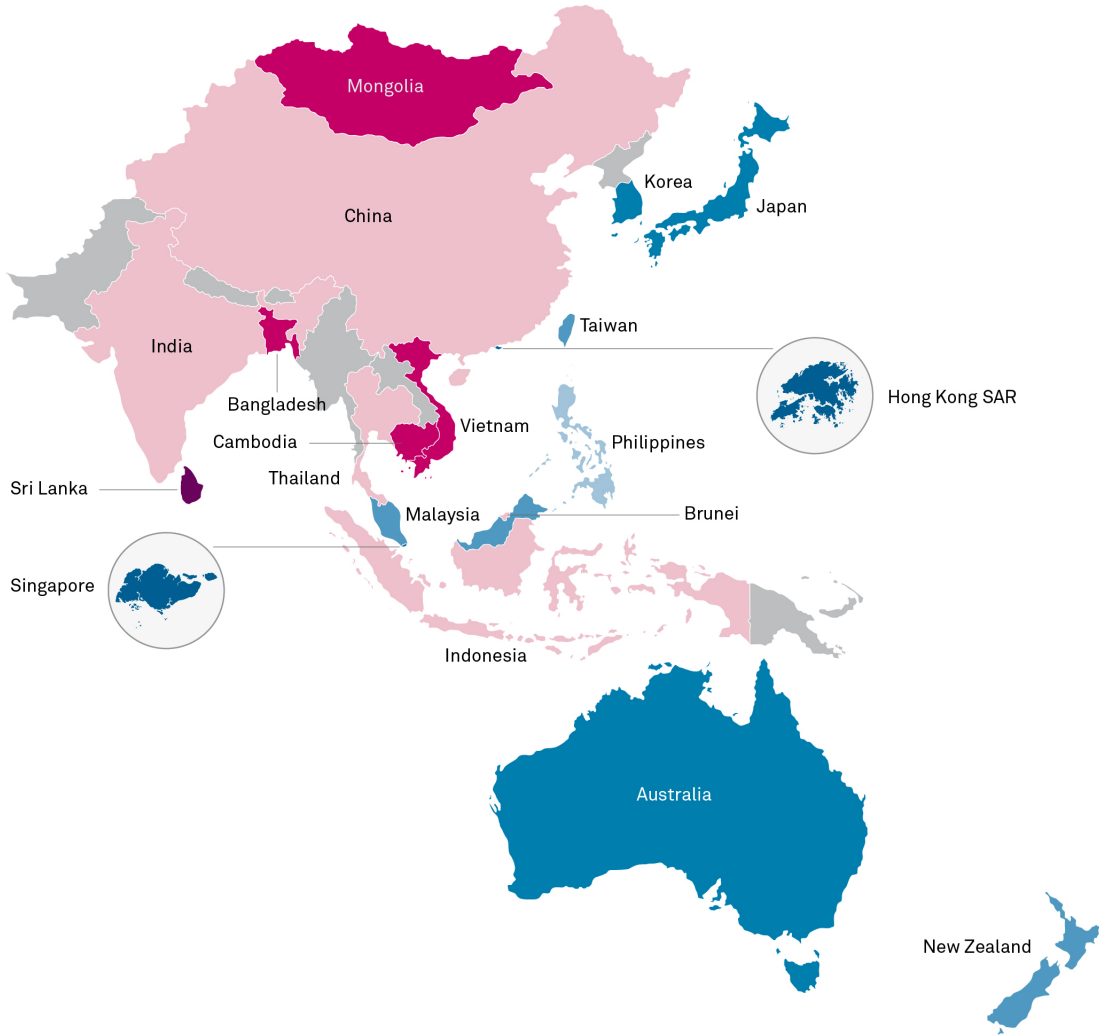 Mongolia
Korea
China
Japan
Taiwan
India
Hong Kong SAR
Bangladesh
Vietnam
Cambodia
Philippines
Thailand
Sri Lanka
Malaysia
Brunei
Singapore
Indonesia
Australia
New Zealand